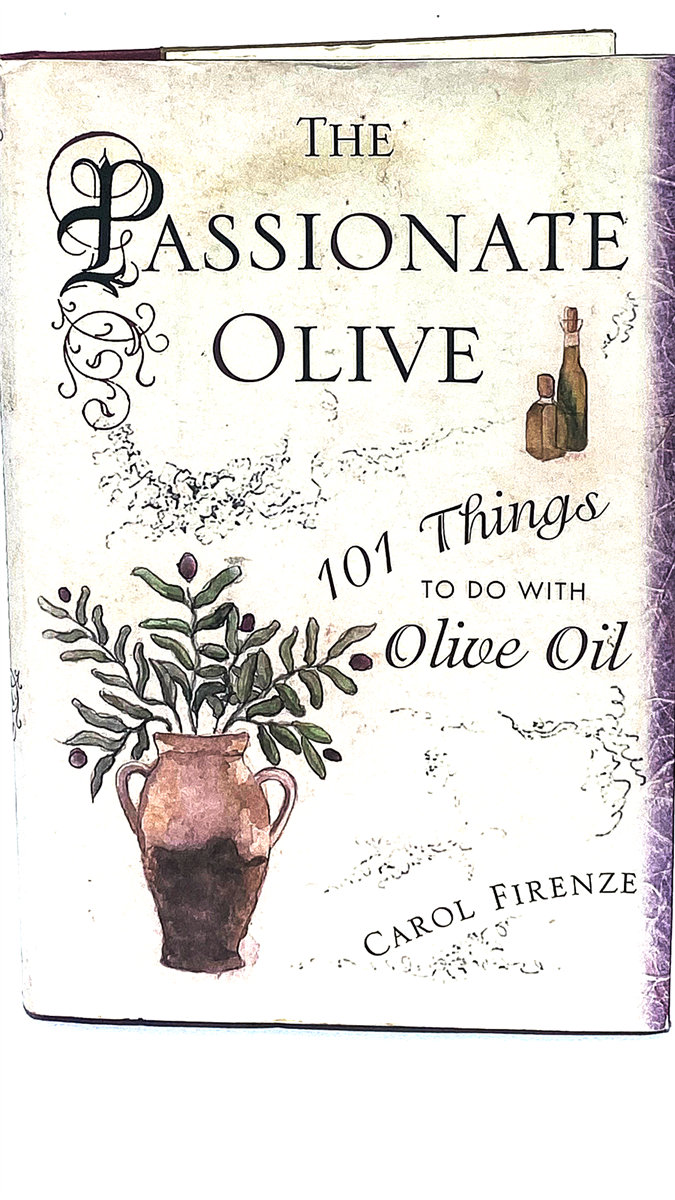 THE
PASSIONATE
OLIVE
101 Things
TO DO WITH
Olive Oil
CAROL FIRENZE